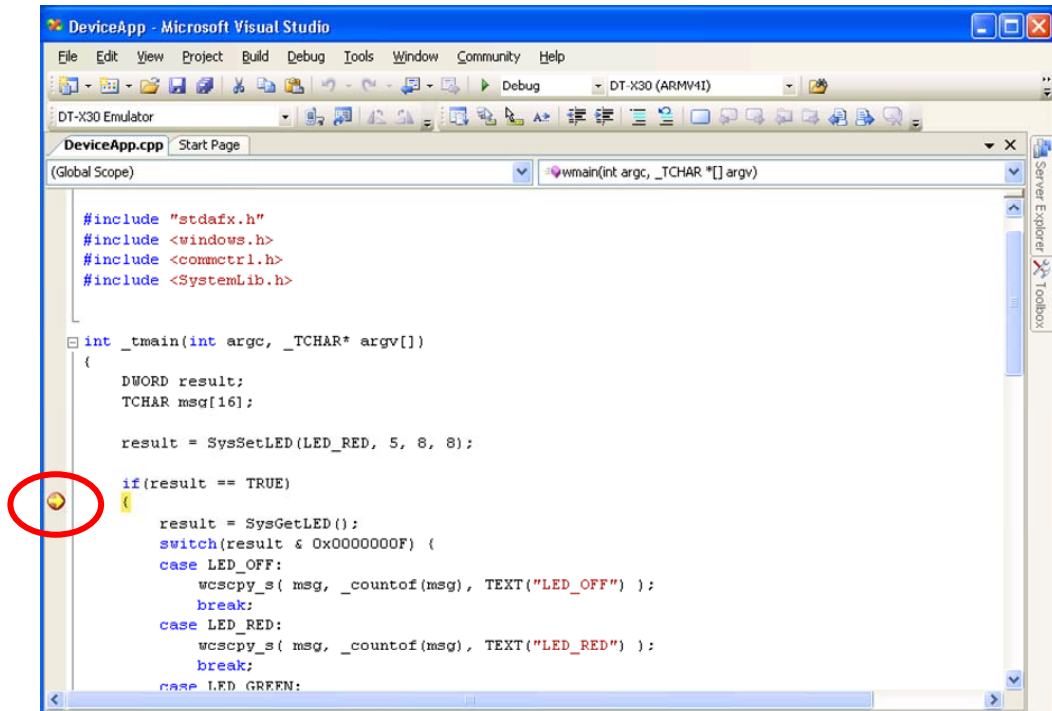 DeviceApp - Microsoft Visual Studio
File Edit View Project Build Debug Tools Window Community Help
Debug DT-X30 (ARMV4I)
DT-X30 Emulator
DeviceApp.cpp Start Page
(Global Scope) wmain(int argc, _TCHAR *[] argv)
#include "stdafx.h"
#include <windows.h>
#include <commctrl.h>
#include <SystemLib.h>
int _tmain(int argc, _TCHAR* argv[])
{
DWORD result;
TCHAR msg[16];
result = SysSetLED(LED_RED, 5, 8, 8);
if(result == TRUE)
{
result = SysGetLED();
switch(result & 0x0000000F) {
case LED_OFF:
wcscpy_s( msg, _countof(msg), TEXT("LED_OFF") );
break;
case LED_RED:
wcscpy_s( msg, _countof(msg), TEXT("LED_RED") );
break;
case LED_GREEN:
Server Explorer
Toolbox